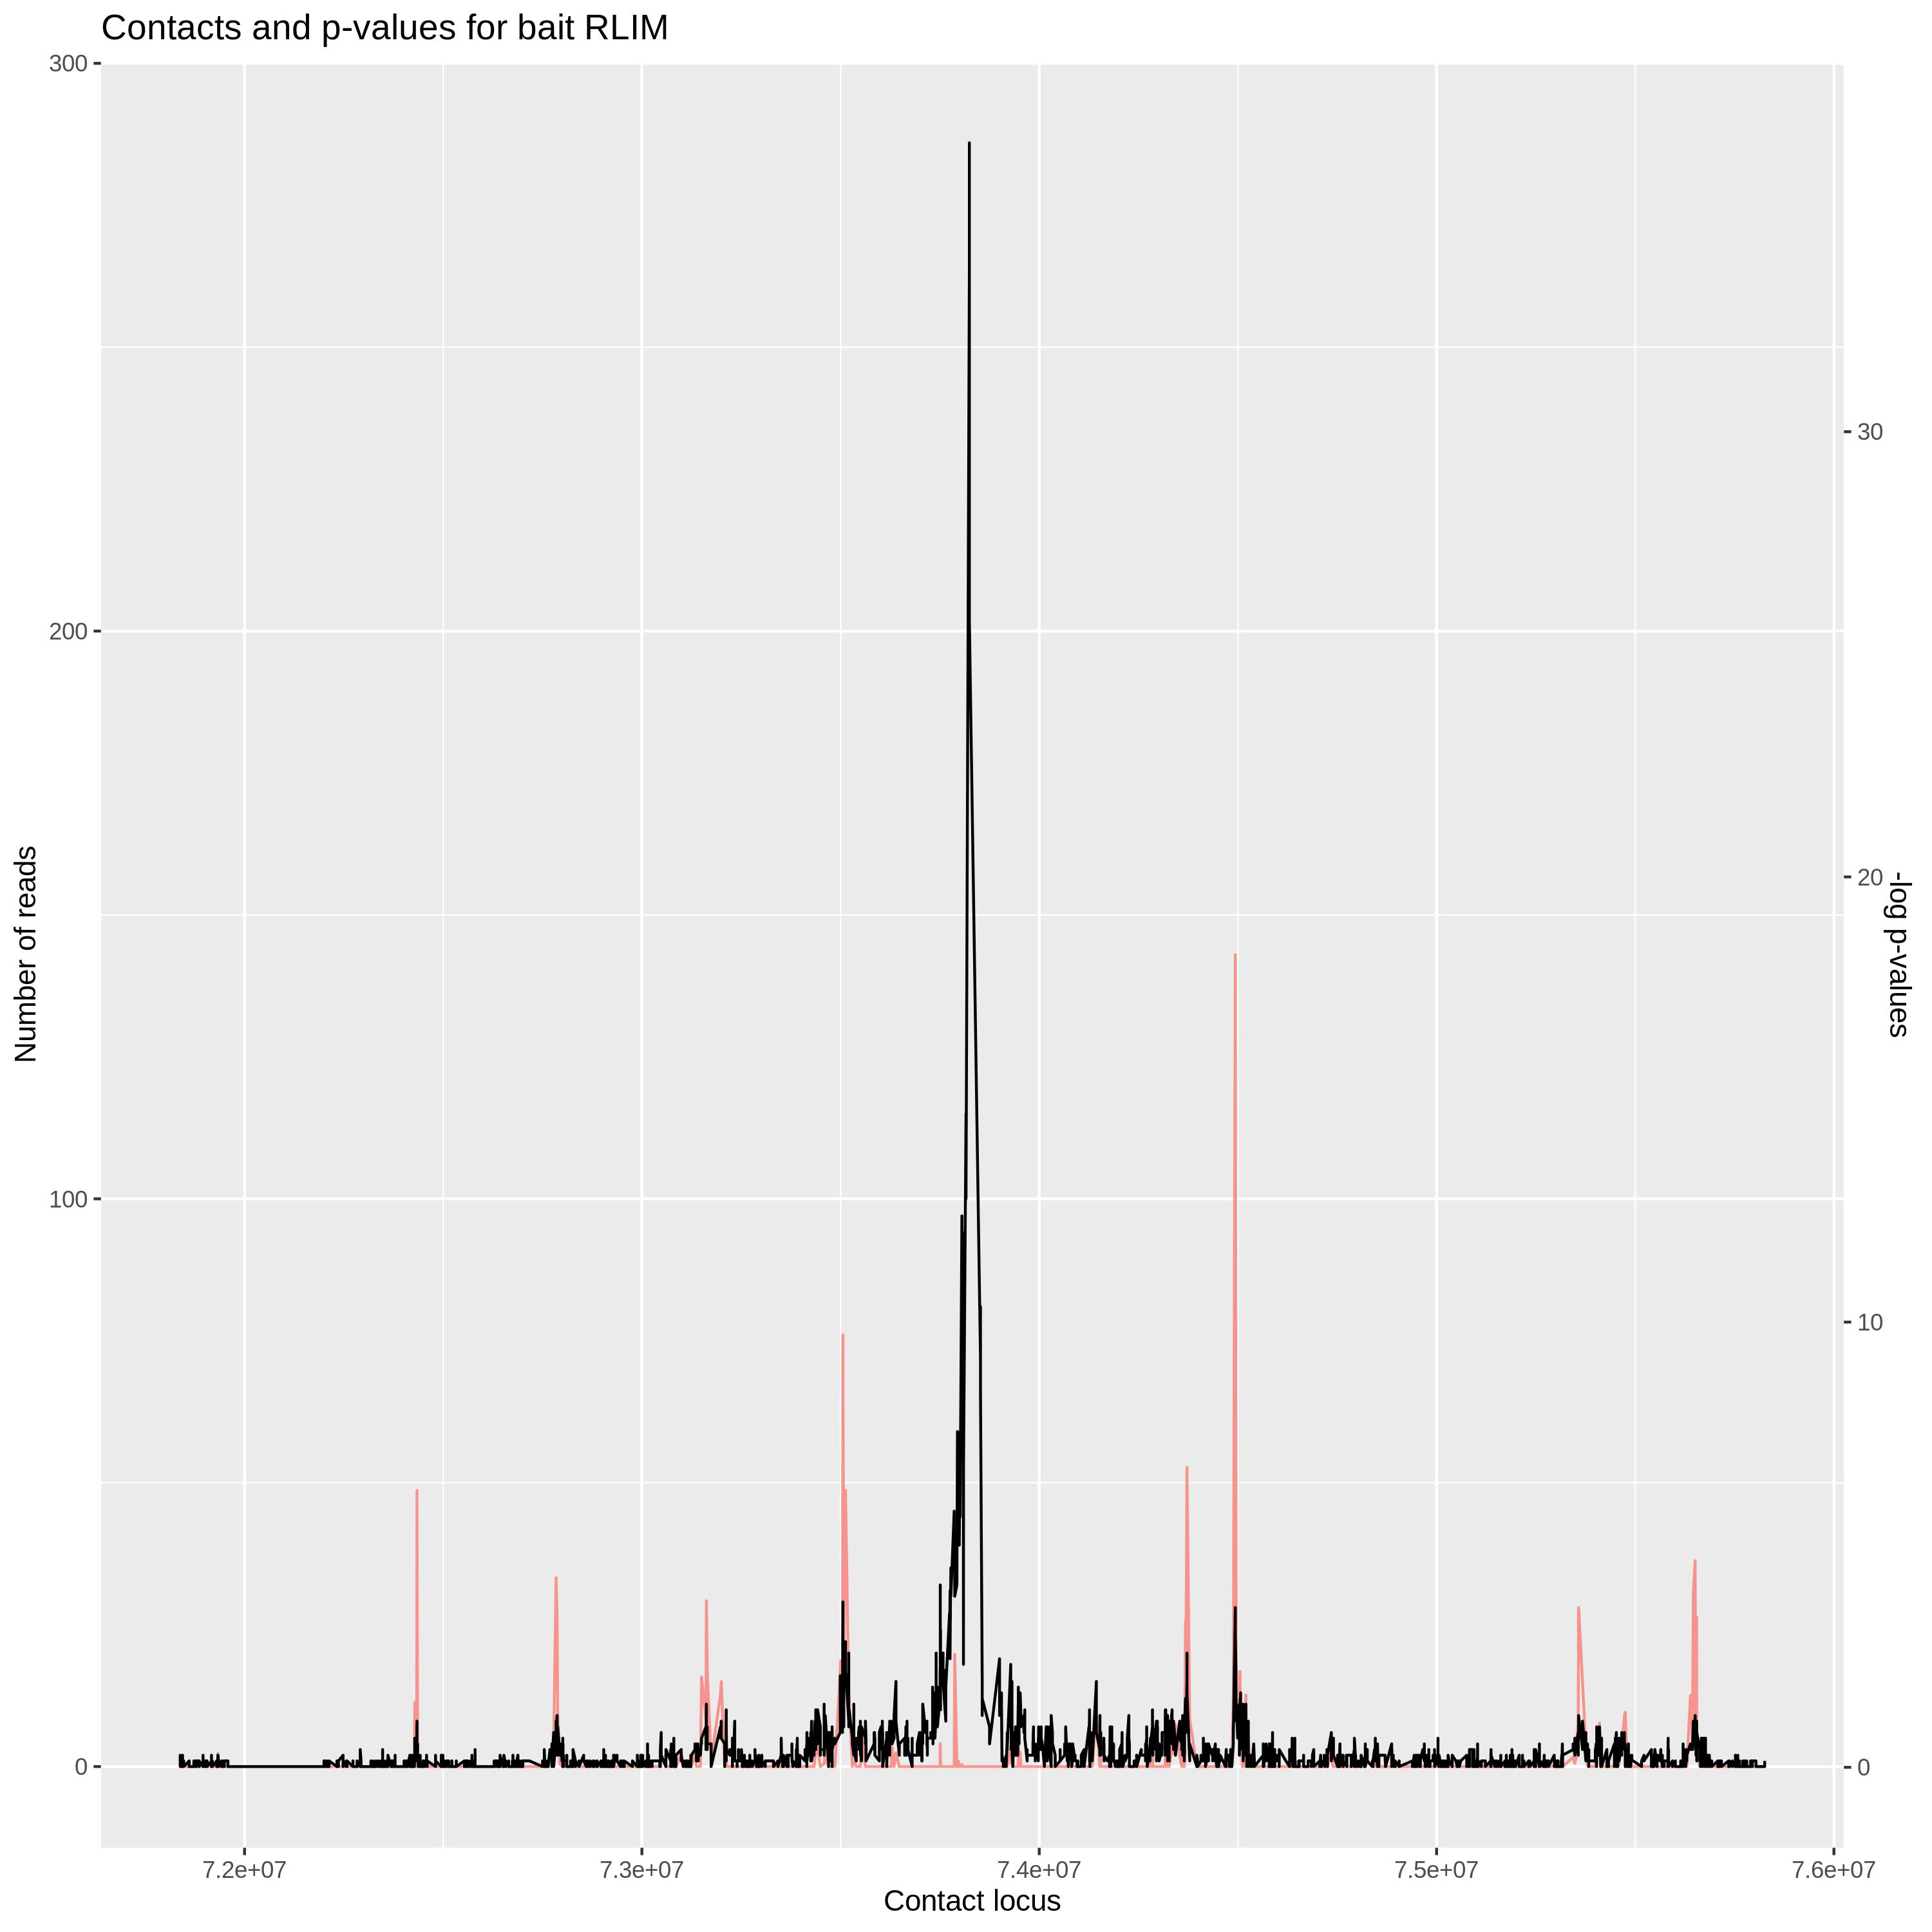 Contacts and p-values for bait RLIM
300
200
100
0
Number of reads
30
20
10
0
-log p-values
7.2e+07
7.3e+07
7.4e+07
7.5e+07
7.6e+07
Contact locus